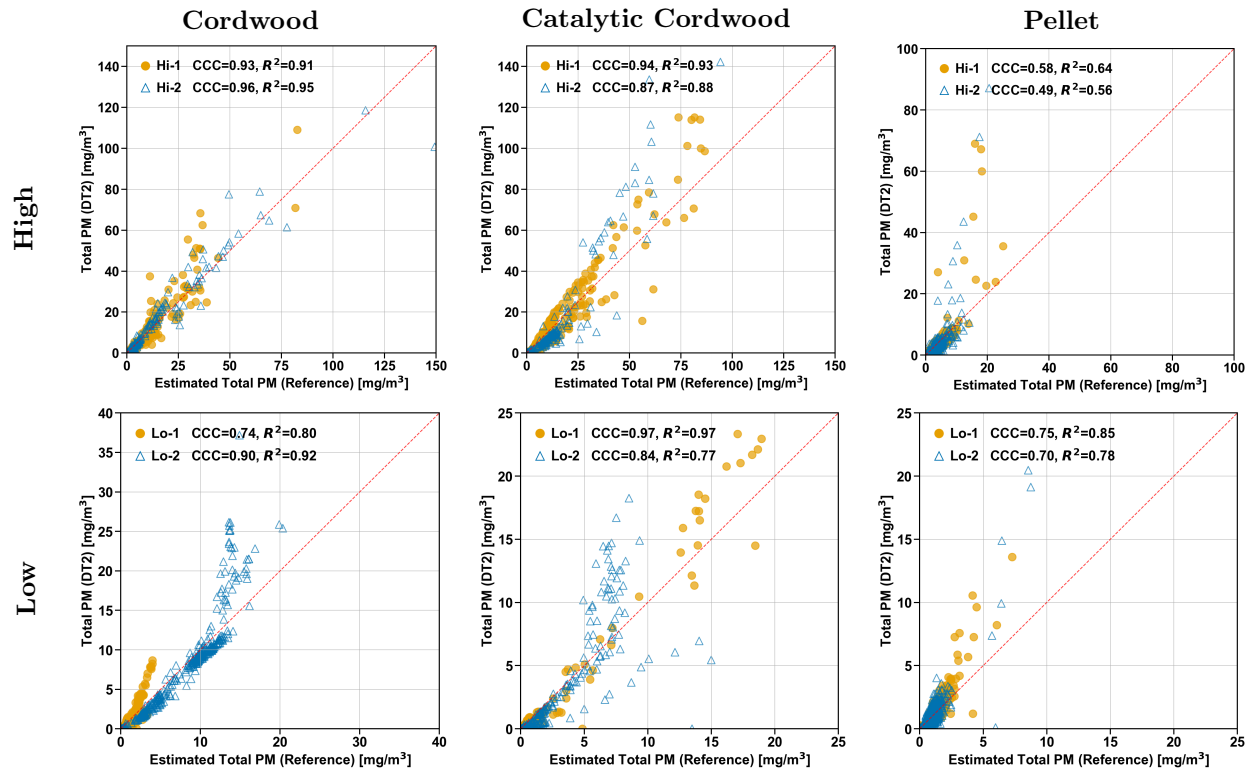 Cordwood
Catalytic Cordwood
Pellet
High
Total PM (DT2) [mg/m³]
140
120
100
80
60
40
20
0
Hi-1 CCC=0.93, R²=0.91
Hi-2 CCC=0.96, R²=0.95
0 25 50 75 100 125 150
Estimated Total PM (Reference) [mg/m³]
Total PM (DT2) [mg/m³]
140
120
100
80
60
40
20
0
Hi-1 CCC=0.94, R²=0.93
Hi-2 CCC=0.87, R²=0.88
0 25 50 75 100 125 150
Estimated Total PM (Reference) [mg/m³]
Total PM (DT2) [mg/m³]
100
80
60
40
20
0
Hi-1 CCC=0.58, R²=0.64
Hi-2 CCC=0.49, R²=0.56
0 20 40 60 80 100
Estimated Total PM (Reference) [mg/m³]
Low
Total PM (DT2) [mg/m³]
40
35
30
25
20
15
10
5
0
Lo-1 CCC=0.74, R²=0.80
Lo-2 CCC=0.90, R²=0.92
0 10 20 30 40
Estimated Total PM (Reference) [mg/m³]
Total PM (DT2) [mg/m³]
25
20
15
10
5
0
Lo-1 CCC=0.97, R²=0.97
Lo-2 CCC=0.84, R²=0.77
0 5 10 15 20 25
Estimated Total PM (Reference) [mg/m³]
Total PM (DT2) [mg/m³]
25
20
15
10
5
0
Lo-1 CCC=0.75, R²=0.85
Lo-2 CCC=0.70, R²=0.78
0 5 10 15 20 25
Estimated Total PM (Reference) [mg/m³]